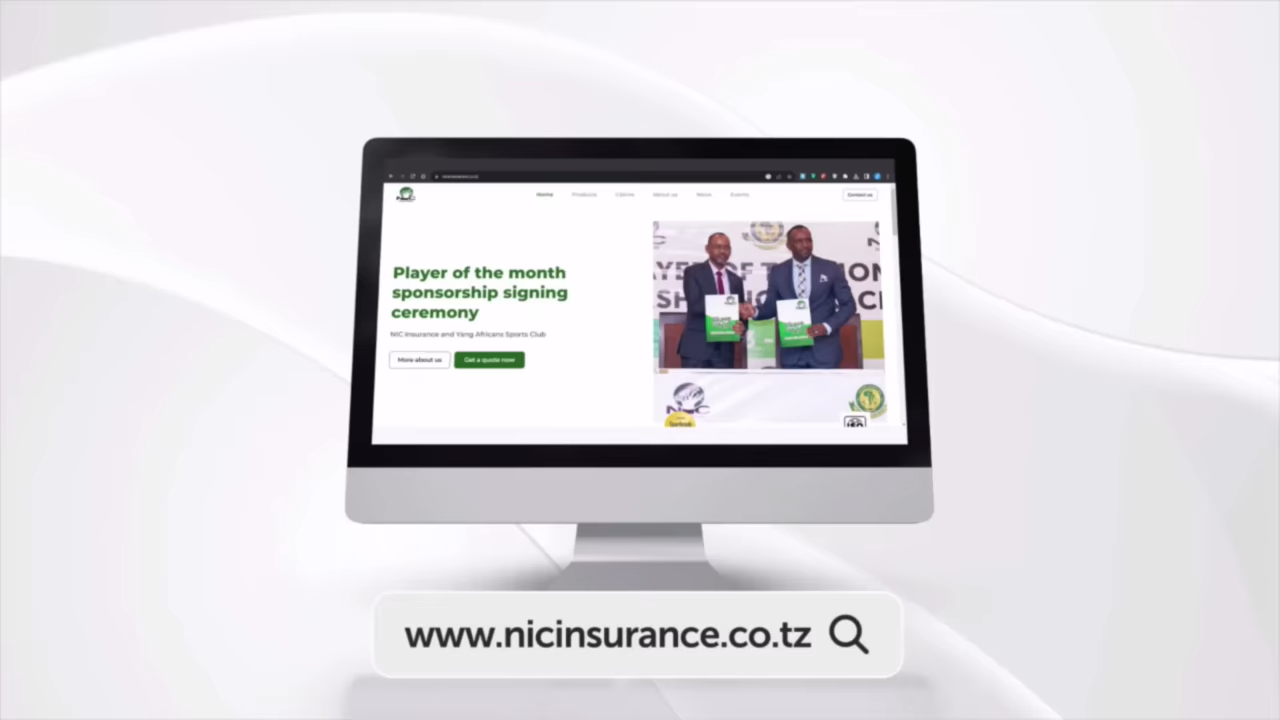 Home Products Claims About us News Events Contact us
Player of the month
sponsorship signing
ceremony
NIC Insurance and Yang Africans Sports Club
More about us Get a quote now
NIC
www.nicinsurance.co.tz